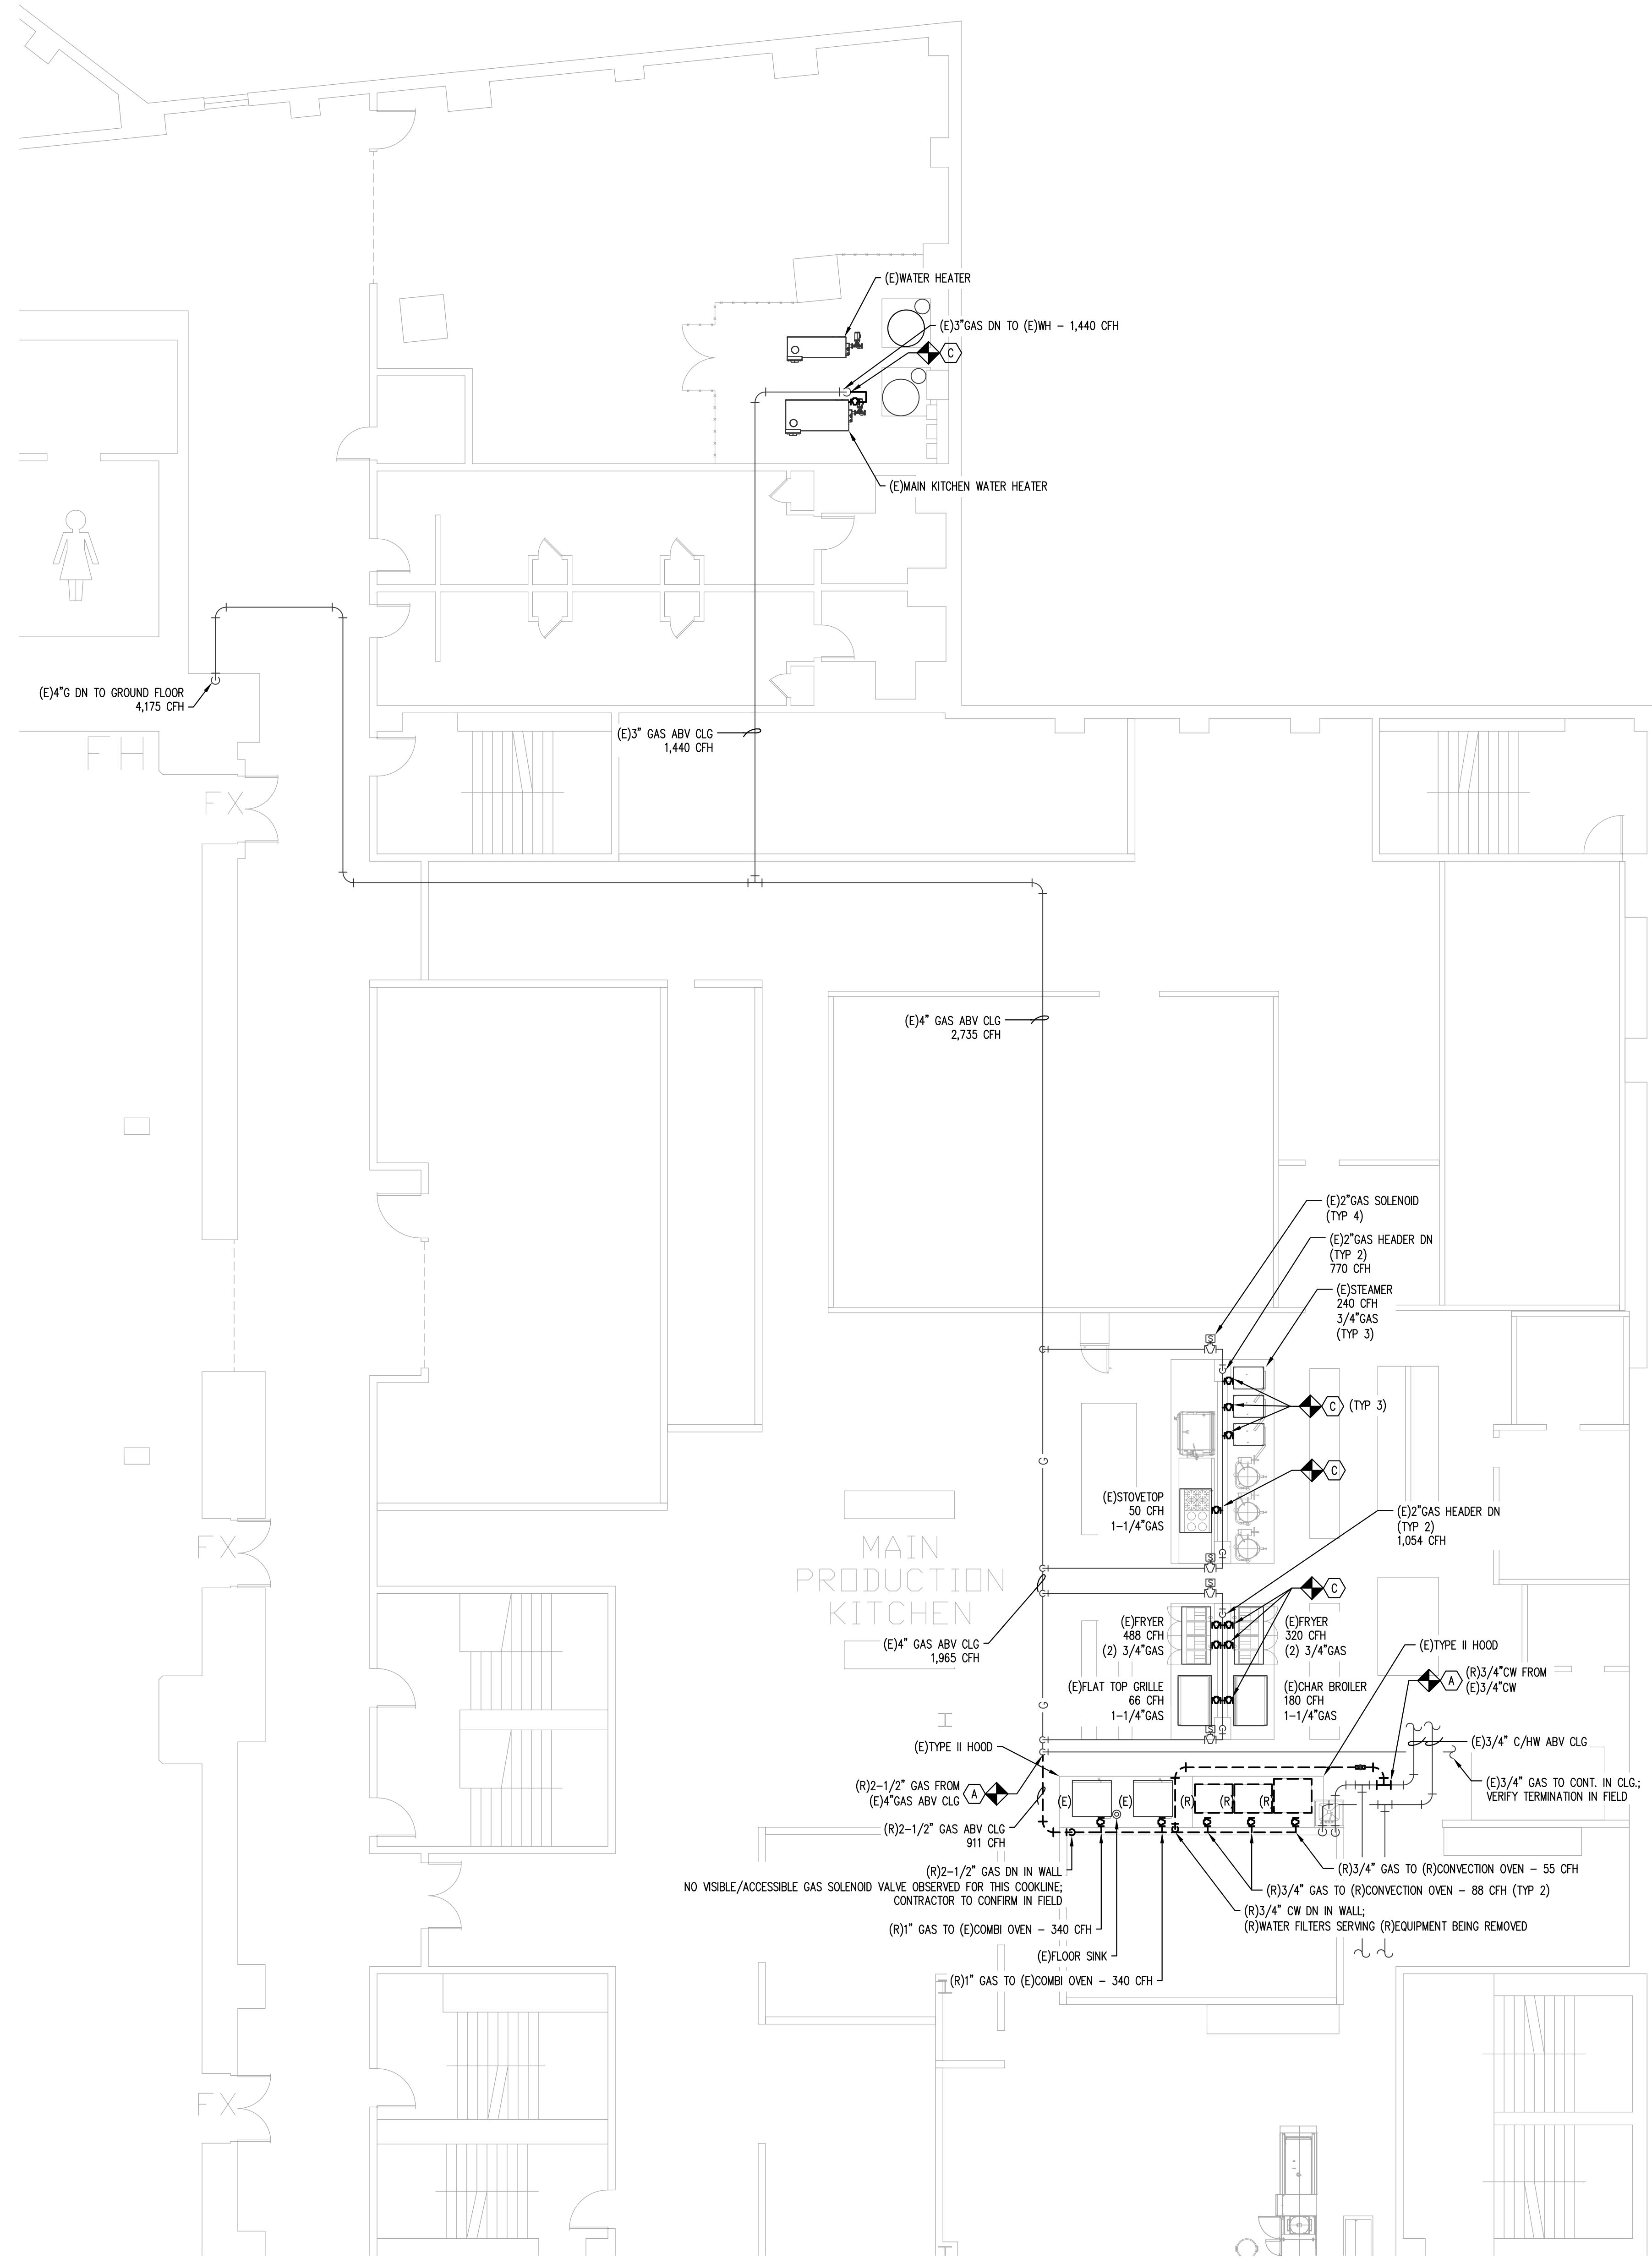 (E)WATER HEATER
(E)3"GAS DN TO (E)WH – 1,440 CFH
C
(E)MAIN KITCHEN WATER HEATER
(E)4"G DN TO GROUND FLOOR
4,175 CFH
FH
(E)3" GAS ABV CLG
1,440 CFH
FX
(E)4" GAS ABV CLG
2,735 CFH
(E)2"GAS SOLENOID
(TYP 4)
(E)2"GAS HEADER DN
(TYP 2)
770 CFH
(E)STEAMER
240 CFH
3/4"GAS
(TYP 3)
S
C (TYP 3)
G
C
(E)STOVETOP
50 CFH
1-1/4"GAS
(E)2"GAS HEADER DN
(TYP 2)
1,054 CFH
FX
MAIN
PRODUCTION
KITCHEN
S
S
C
(E)FRYER
488 CFH
(2) 3/4"GAS
(E)FRYER
320 CFH
(2) 3/4"GAS
(E)4" GAS ABV CLG
1,965 CFH
(E)TYPE II HOOD
A
(R)3/4"CW FROM
(E)3/4"CW
(E)FLAT TOP GRILLE
66 CFH
1-1/4"GAS
(E)CHAR BROILER
180 CFH
1-1/4"GAS
G
S
(E)TYPE II HOOD
(E)3/4" C/HW ABV CLG
(R)2-1/2" GAS FROM
(E)4"GAS ABV CLG
A
(E)3/4" GAS TO CONT. IN CLG.;
VERIFY TERMINATION IN FIELD
(E)
(E)
(R)
(R)
(R)
(R)2-1/2" GAS ABV CLG
911 CFH
(R)2-1/2" GAS DN IN WALL
NO VISIBLE/ACCESSIBLE GAS SOLENOID VALVE OBSERVED FOR THIS COOKLINE;
CONTRACTOR TO CONFIRM IN FIELD
(R)3/4" GAS TO (R)CONVECTION OVEN – 55 CFH
(R)3/4" GAS TO (R)CONVECTION OVEN – 88 CFH (TYP 2)
(R)3/4" CW DN IN WALL;
(R)WATER FILTERS SERVING (R)EQUIPMENT BEING REMOVED
(R)1" GAS TO (E)COMBI OVEN – 340 CFH
(E)FLOOR SINK
(R)1" GAS TO (E)COMBI OVEN – 340 CFH
FX